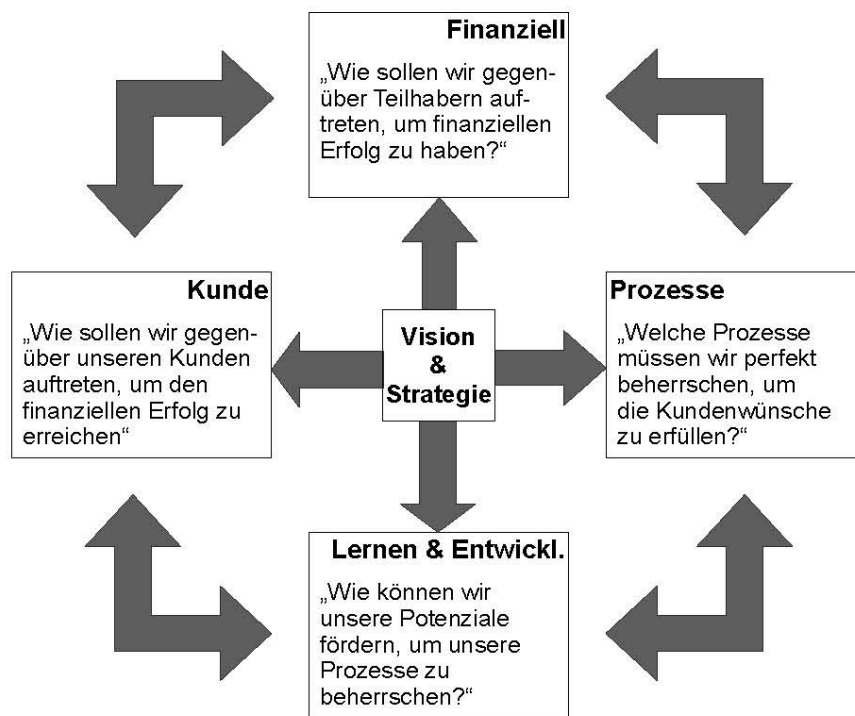 Finanziell
„Wie sollen wir gegen-
über Teilhabern auf-
treten, um finanziellen
Erfolg zu haben?“
Kunde
„Wie sollen wir gegen-
über unseren Kunden
auftreten, um den
finanziellen Erfolg zu
erreichen“
Vision
&
Strategie
Prozesse
„Welche Prozesse
müssen wir perfekt
beherrschen, um
die Kundenwünsche
zu erfüllen?“
Lernen & Entwickl.
„Wie können wir
unsere Potenziale
fördern, um unsere
Prozesse zu
beherrschen?“